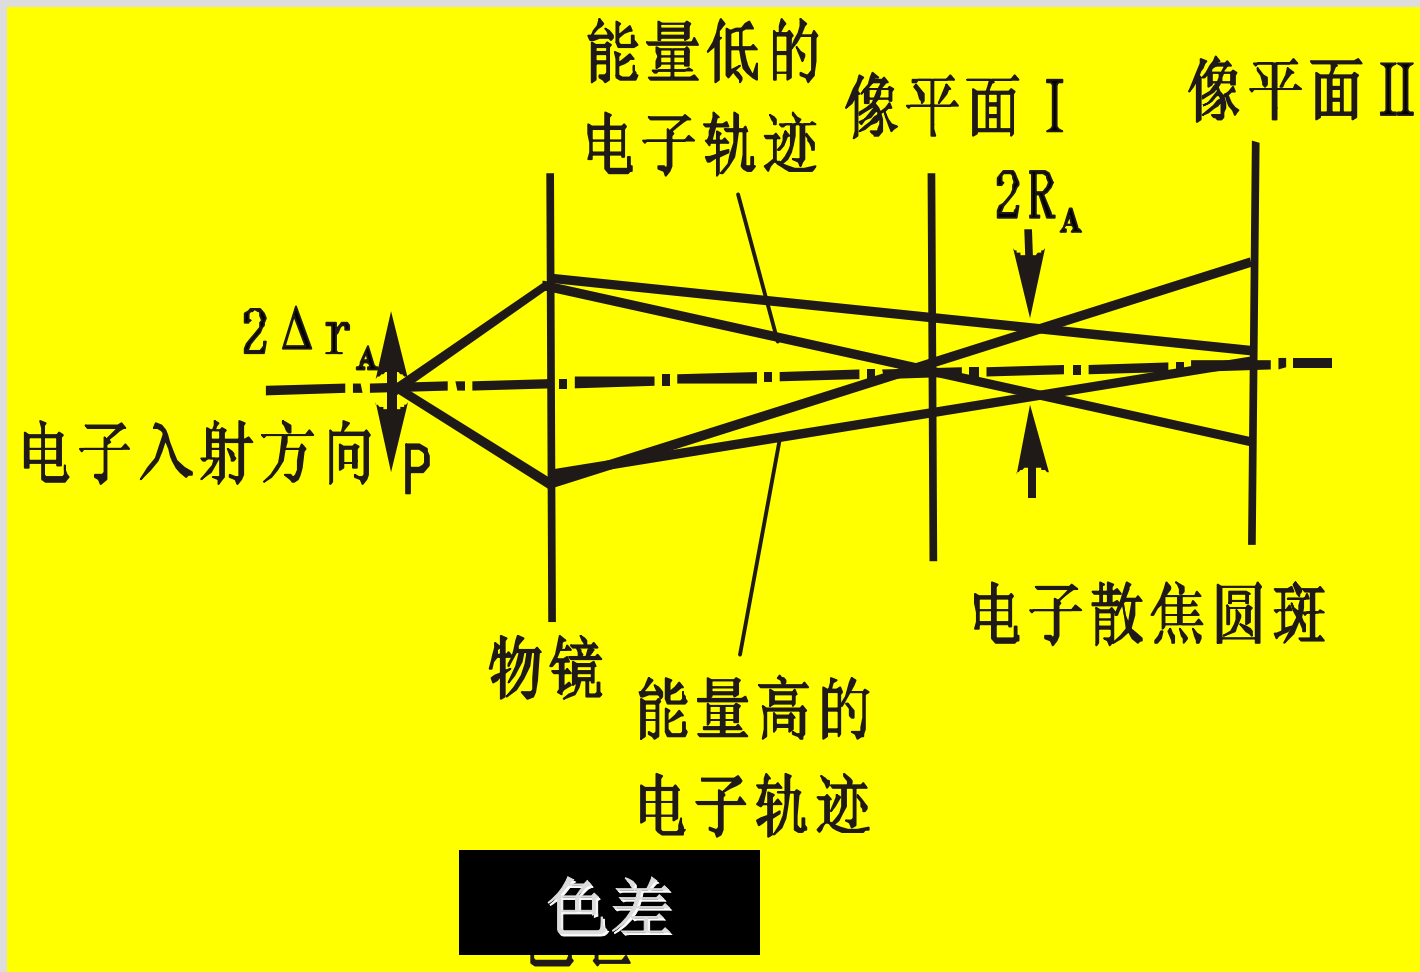 能量低的
电子轨迹
像平面 I
像平面 II
2R_A
2Δr_A
电子入射方向
P
电子散焦圆斑
物镜
能量高的
电子轨迹
色差